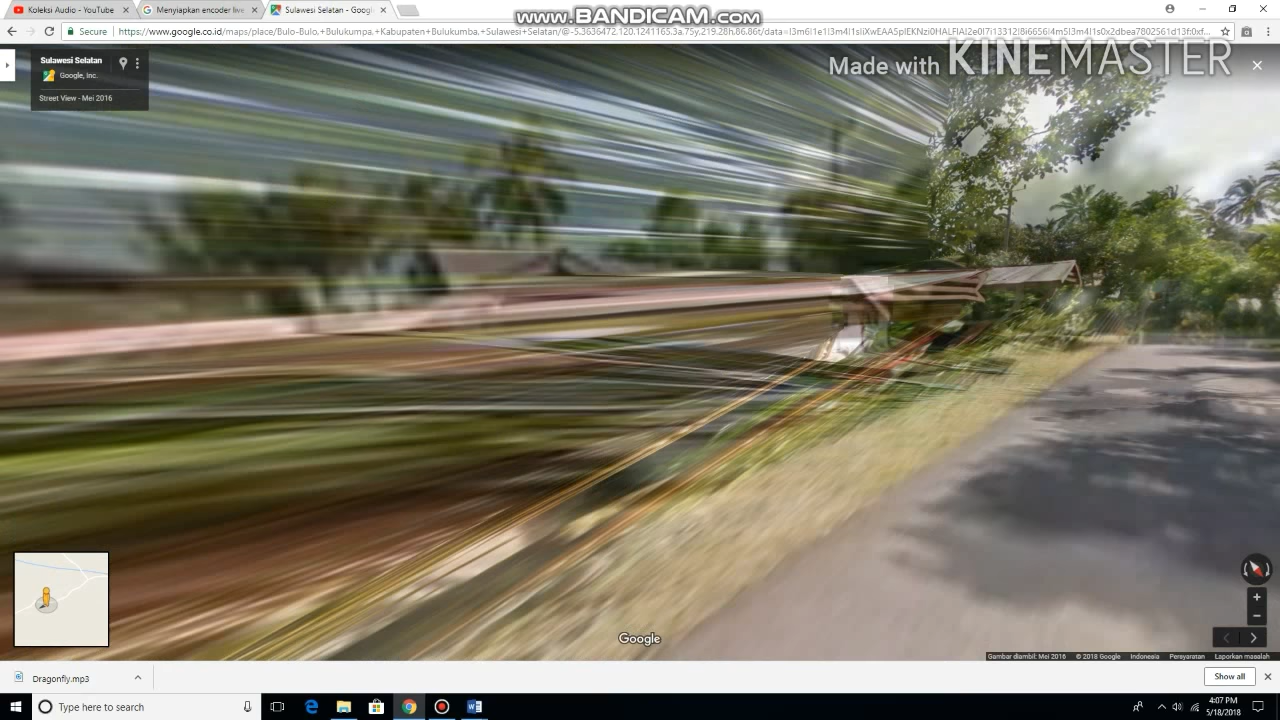 Koleksi Audio - YouTube
Menyiapkan encoder live
Sulawesi Selatan - Goog
www.BANDICAM.com
Secure
Made with KINEMASTER
Sulawesi Selatan
Google, Inc.
Street View - Mei 2016
Google
Gambar diambil: Mei 2016 © 2018 Google Indonesia Persyaratan Laporkan masalah
Dragonfly.mp3
Show all
Type here to search
4:07 PM
5/18/2018